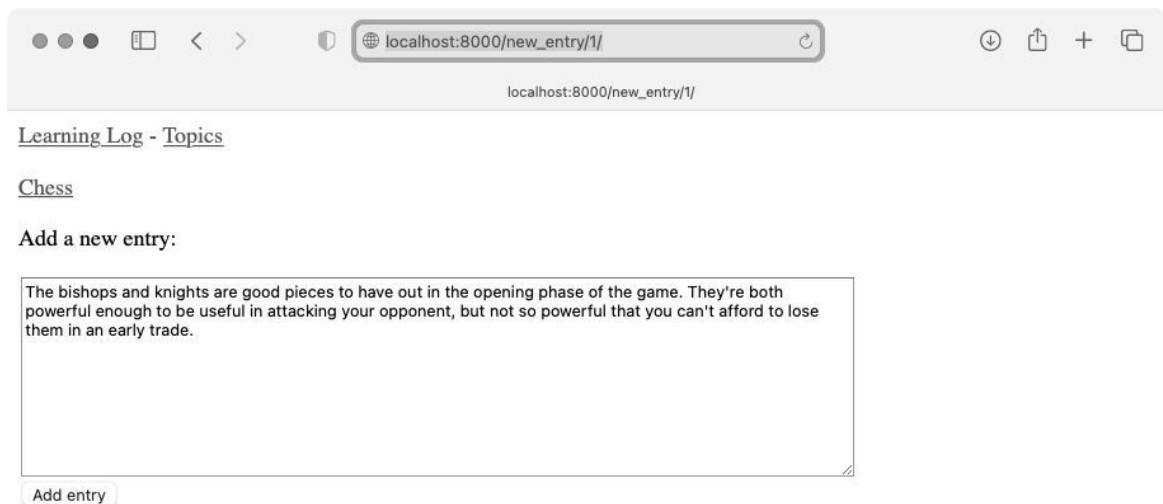 localhost:8000/new_entry/1/
localhost:8000/new_entry/1/
Learning Log - Topics
Chess
Add a new entry:
The bishops and knights are good pieces to have out in the opening phase of the game. They're both
powerful enough to be useful in attacking your opponent, but not so powerful that you can't afford to lose
them in an early trade.
Add entry